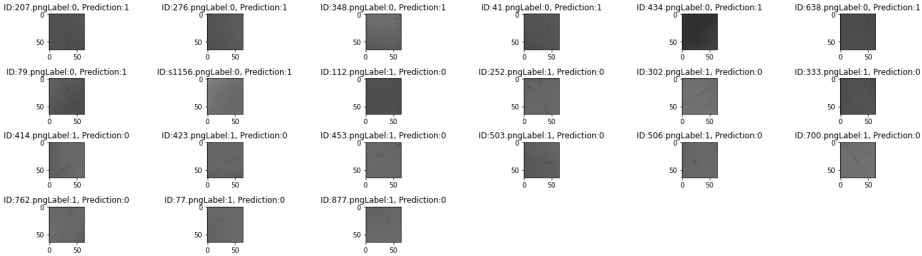 ID:207.pngLabel:0, Prediction:1 ID:276.pngLabel:0, Prediction:1 ID:348.pngLabel:0, Prediction:1 ID:41.pngLabel:0, Prediction:1 ID:434.pngLabel:0, Prediction:1 ID:638.pngLabel:0, Prediction:1
0 0 0 0 0 0
50 50 50 50 50 50
0 50 0 50 0 50 0 50 0 50 0 50
ID:79.pngLabel:0, Prediction:1 ID:s1156.pngLabel:0, Prediction:1 ID:112.pngLabel:1, Prediction:0 ID:252.pngLabel:1, Prediction:0 ID:302.pngLabel:1, Prediction:0 ID:333.pngLabel:1, Prediction:0
0 0 0 0 0 0
50 50 50 50 50 50
0 50 0 50 0 50 0 50 0 50 0 50
ID:414.pngLabel:1, Prediction:0 ID:423.pngLabel:1, Prediction:0 ID:453.pngLabel:1, Prediction:0 ID:503.pngLabel:1, Prediction:0 ID:506.pngLabel:1, Prediction:0 ID:700.pngLabel:1, Prediction:0
0 0 0 0 0 0
50 50 50 50 50 50
0 50 0 50 0 50 0 50 0 50 0 50
ID:762.pngLabel:1, Prediction:0 ID:77.pngLabel:1, Prediction:0 ID:877.pngLabel:1, Prediction:0
0 0 0
50 50 50
0 50 0 50 0 50